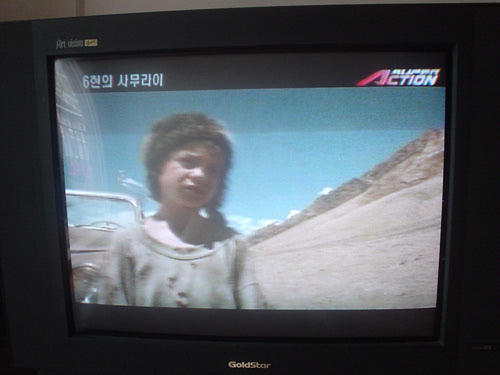 Art vision
6현의 사무라이
SUPER
ACTION
GoldStar